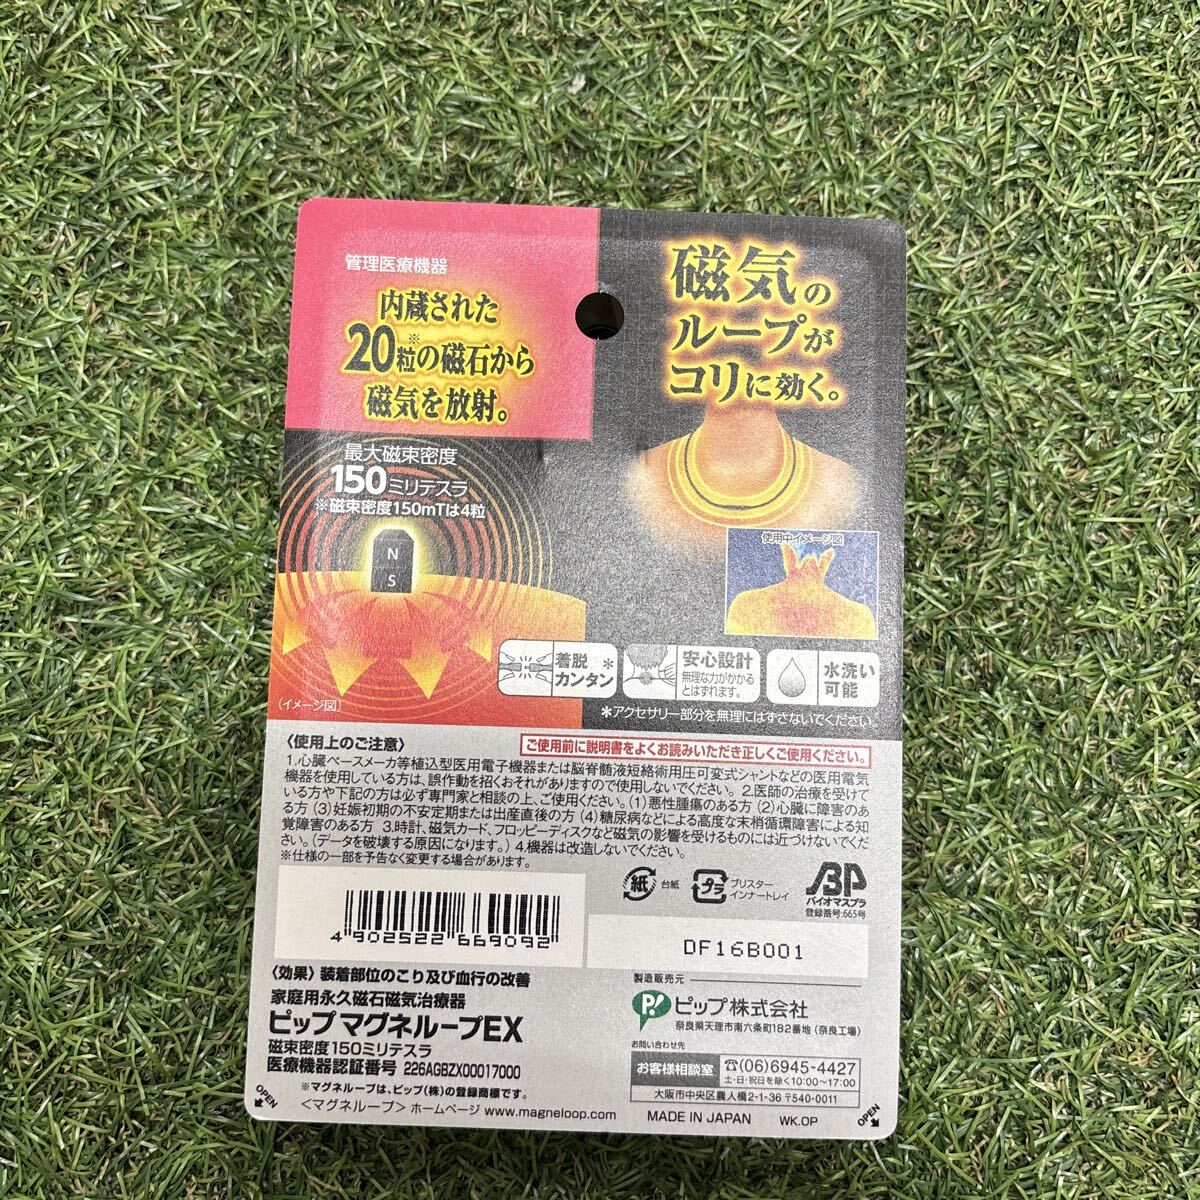 管理医療機器
内蔵された
20粒※の磁石から
磁気を放射。
磁気の
ループが
コリに効く。
最大磁束密度
150ミリテスラ
※磁束密度150mTは4粒
N
S
(イメージ図)
使用中イメージ図
着脱
カンタン*
安心設計
無理な力がかかる
とはずれます。
水洗い
可能
*アクセサリー部分を無理にはずさないでください。
〈使用上のご注意〉
ご使用前に説明書をよくお読みいただき正しくご使用ください。
1.心臓ペースメーカ等植込型医用電子機器または脳脊髄液短絡術用圧可変式シャントなどの医用電気
機器を使用している方は、誤作動を招くおそれがありますので使用しないでください。 2.医師の治療を受けて
いる方や下記の方は必ず専門家と相談の上、ご使用ください。(1)悪性腫瘍のある方 (2)心臓に障害のあ
る方 (3)妊娠初期の不安定期または出産直後の方 (4)糖尿病などによる高度な末梢循環障害による知
覚障害のある方 3.時計、磁気カード、フロッピーディスクなど磁気の影響を受けるものには近づけないでくだ
さい。(データを破壊する原因になります。) 4.機器は改造しないでください。
※仕様の一部を予告なく変更する場合があります。
紙
台紙
プラ
ブリスター
インナートレイ
BP
バイオマスプラ
登録番号:665号
4902522669092
DF16B001
〈効果〉装着部位のこり及び血行の改善
家庭用永久磁石磁気治療器
ピップ マグネループEX
磁束密度150ミリテスラ
医療機器認証番号 226AGBZX00017000
※マグネループは、ピップ(株)の登録商標です。
<マグネループ> ホームページ www.magneloop.com
製造販売元
P! ピップ株式会社
奈良県天理市南六条町182番地 (奈良工場)
お問い合わせ先
お客様相談室
☎(06)6945-4427
土・日・祝日を除く10:00〜17:00
大阪市中央区農人橋2-1-36 〒540-0011
MADE IN JAPAN WK.OP
OPEN
OPEN